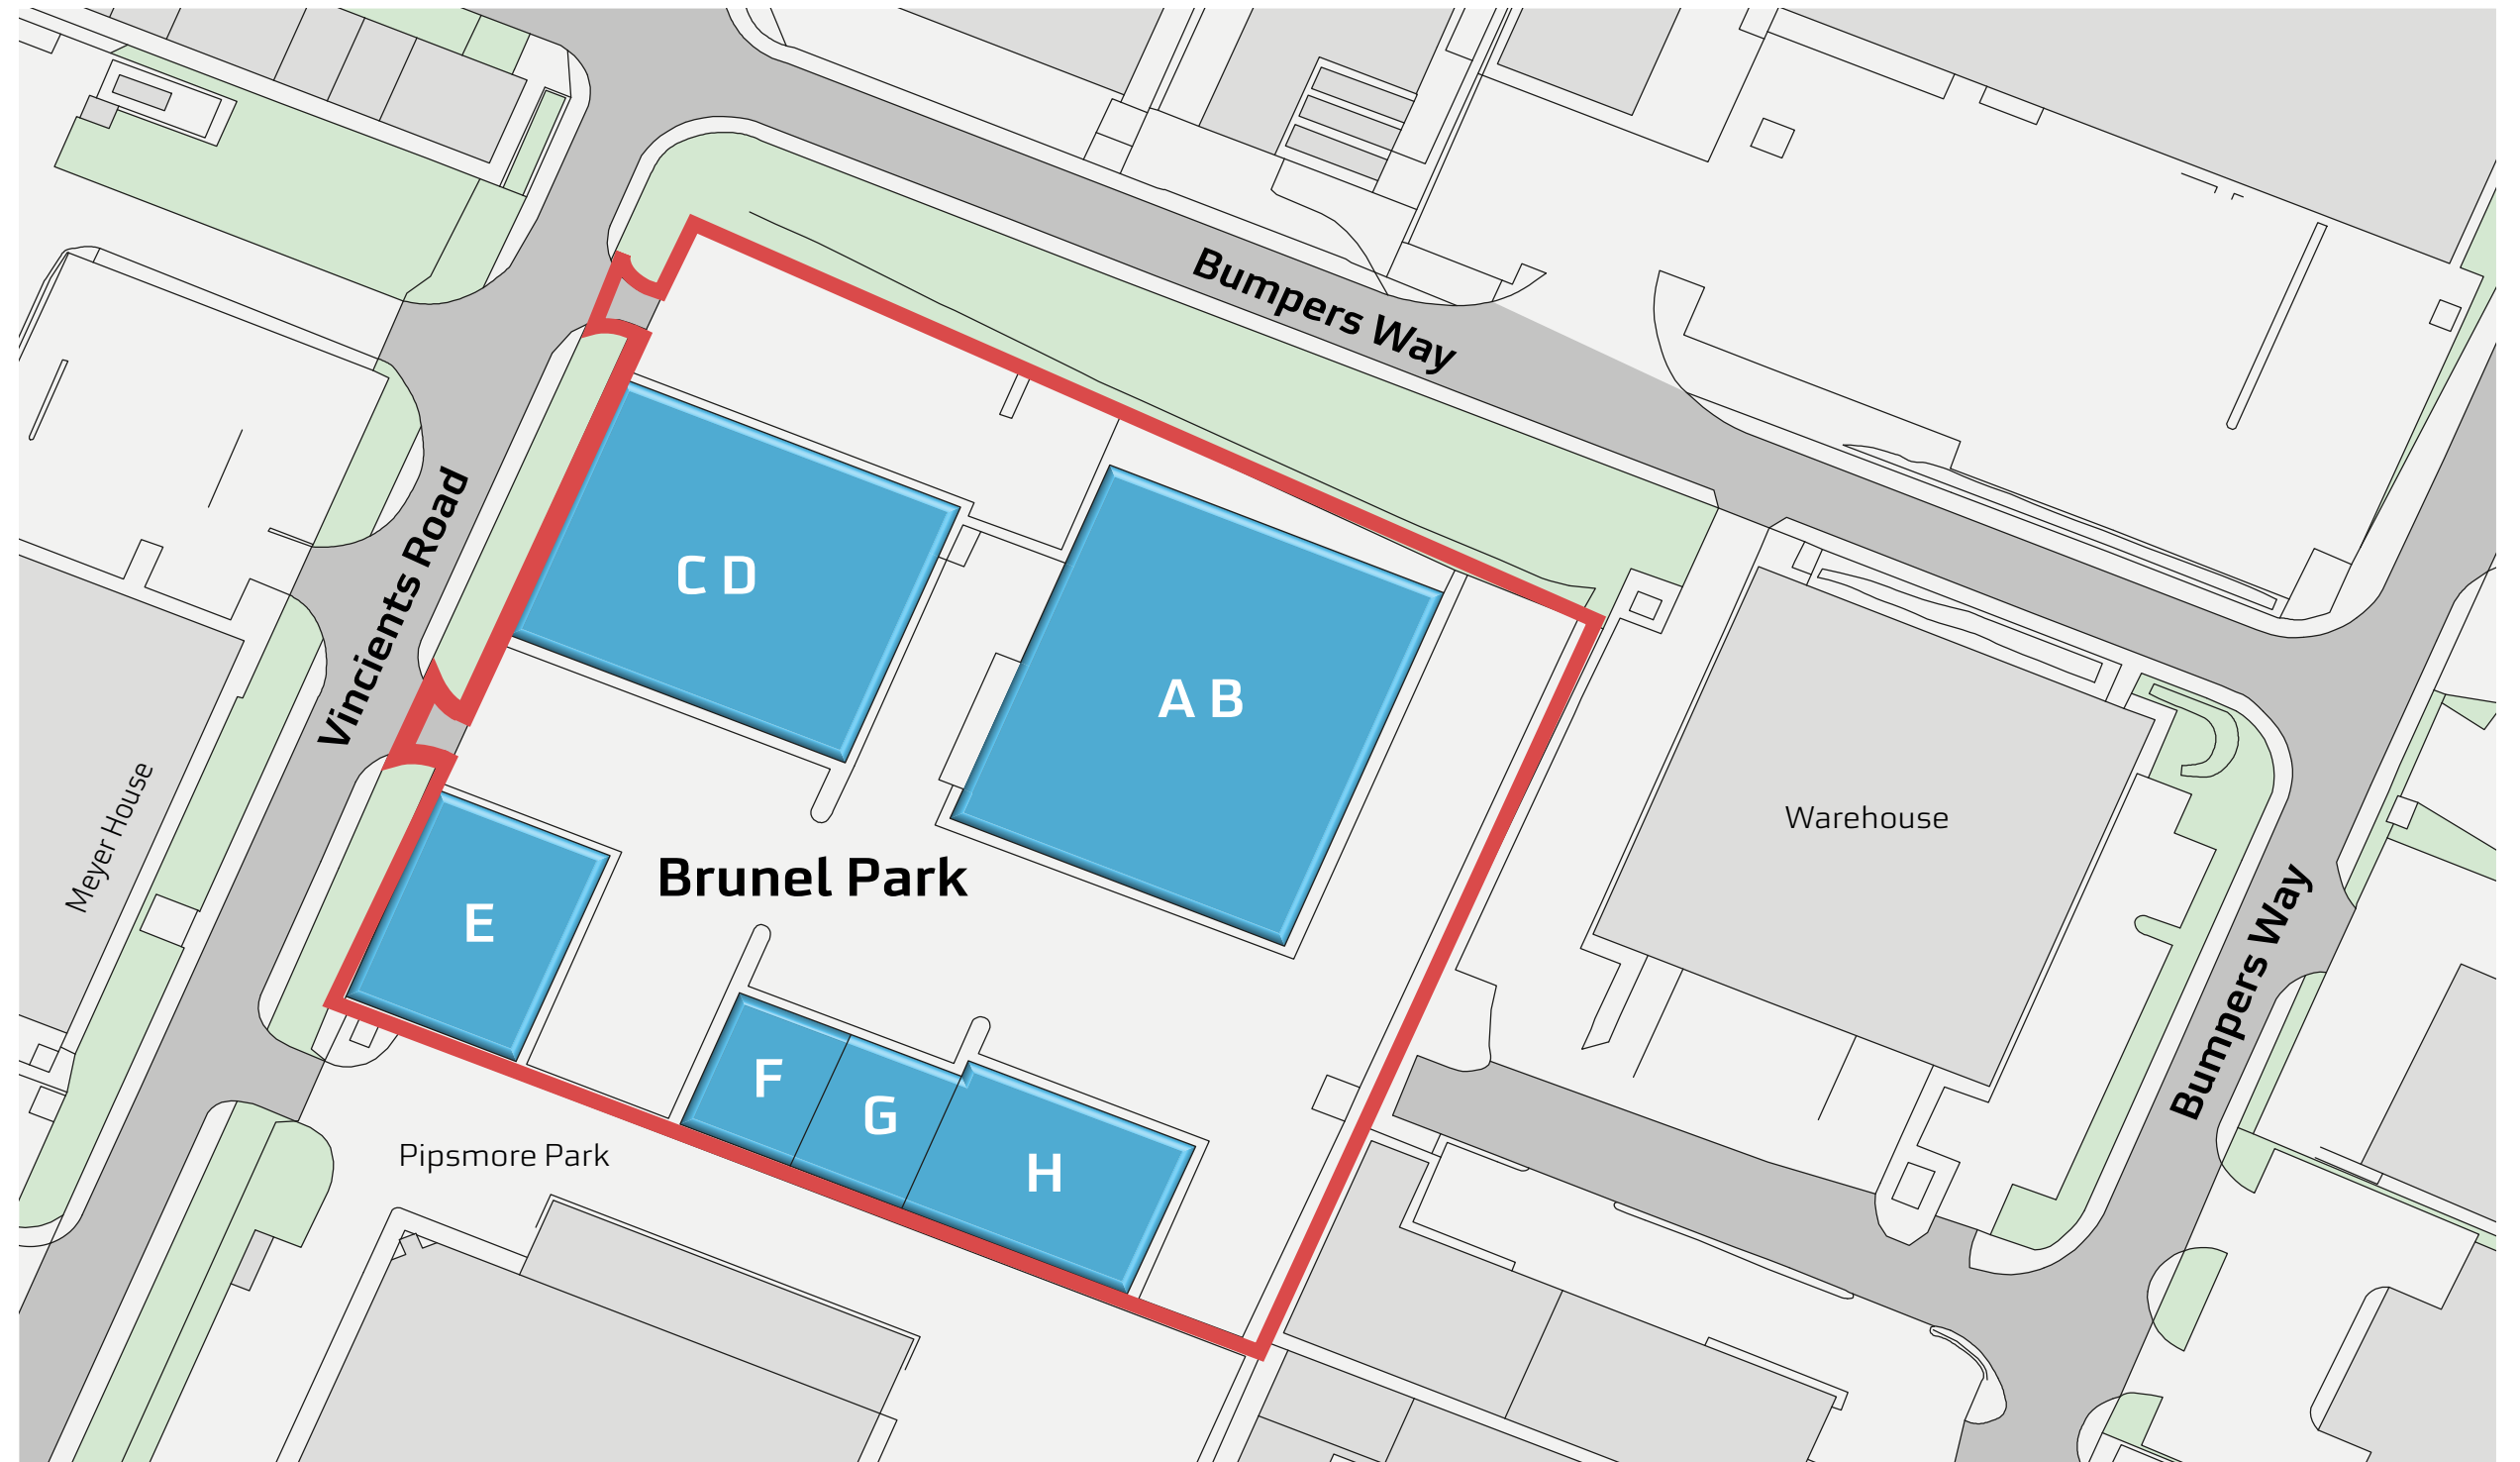 Bumpers Way
Vincients Road
C D
A B
Meyer House
Warehouse
Brunel Park
E
Bumpers Way
F
G
H
Pipsmore Park